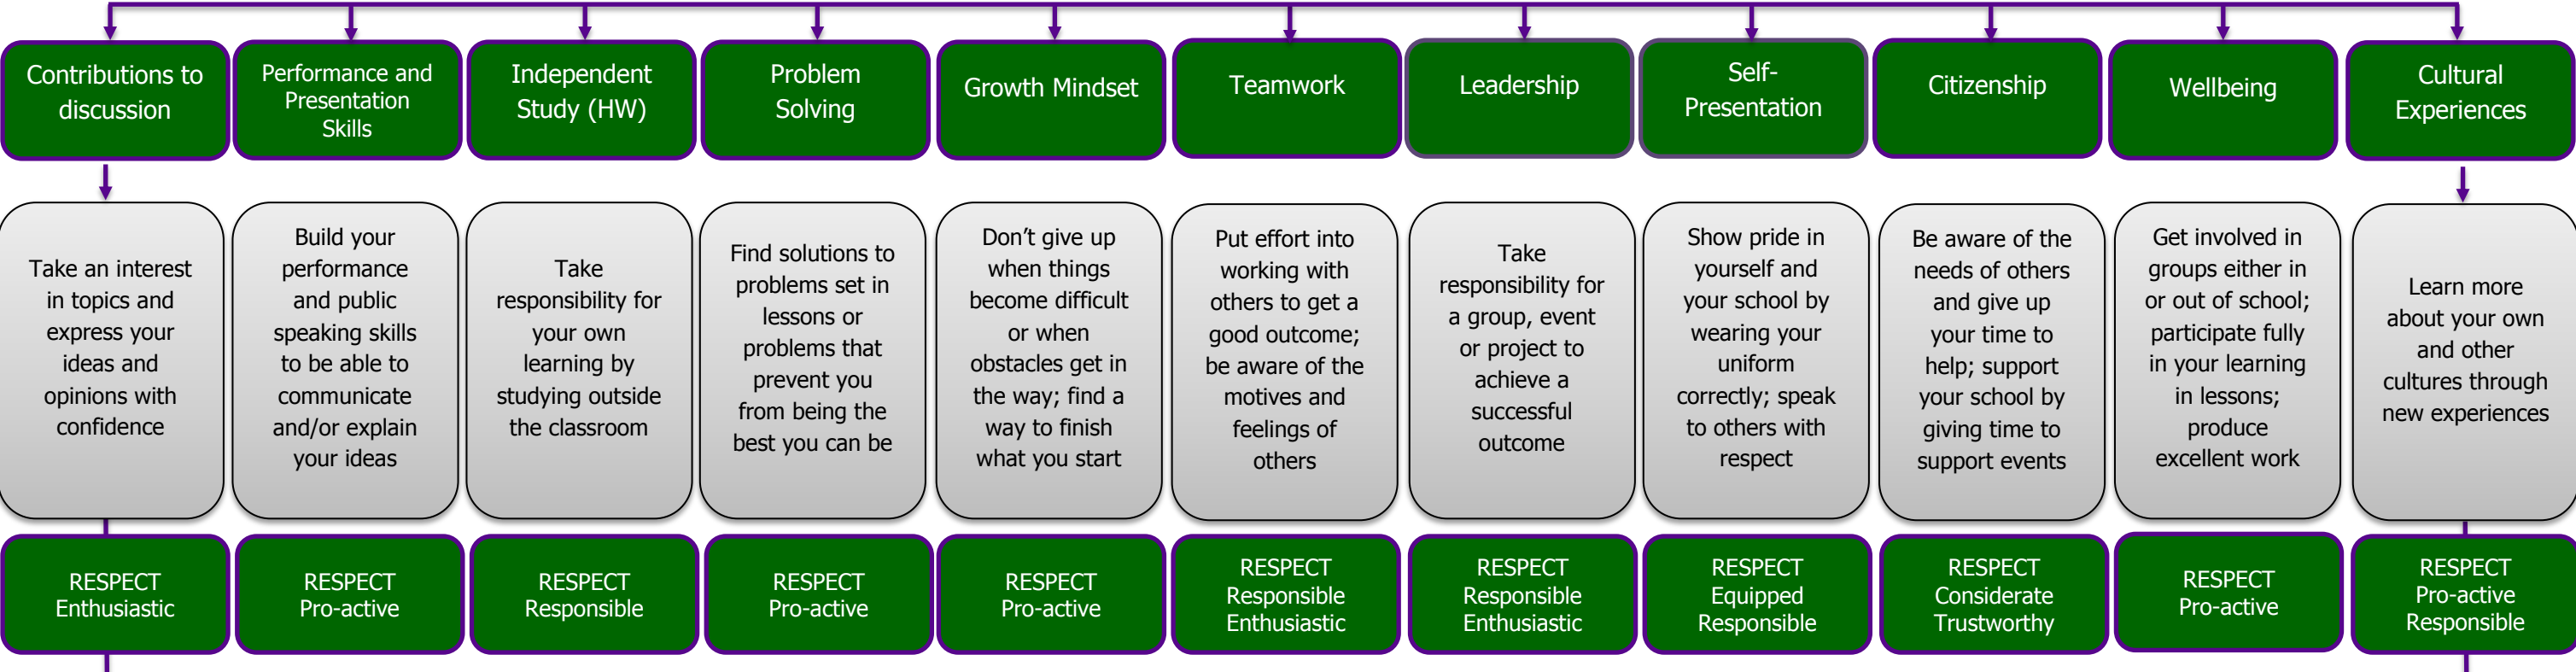 Contributions to
discussion
Performance and
Presentation
Skills
Independent
Study (HW)
Problem
Solving
Growth Mindset
Teamwork
Leadership
Self-
Presentation
Citizenship
Wellbeing
Cultural
Experiences
Take an interest
in topics and
express your
ideas and
opinions with
confidence
Build your
performance
and public
speaking skills
to be able to
communicate
and/or explain
your ideas
Take
responsibility for
your own
learning by
studying outside
the classroom
Find solutions to
problems set in
lessons or
problems that
prevent you
from being the
best you can be
Don’t give up
when things
become difficult
or when
obstacles get in
the way; find a
way to finish
what you start
Put effort into
working with
others to get a
good outcome;
be aware of the
motives and
feelings of
others
Take
responsibility for
a group, event
or project to
achieve a
successful
outcome
Show pride in
yourself and
your school by
wearing your
uniform
correctly; speak
to others with
respect
Be aware of the
needs of others
and give up
your time to
help; support
your school by
giving time to
support events
Get involved in
groups either in
or out of school;
participate fully
in your learning
in lessons;
produce
excellent work
Learn more
about your own
and other
cultures through
new experiences
RESPECT
Enthusiastic
RESPECT
Pro-active
RESPECT
Responsible
RESPECT
Pro-active
RESPECT
Pro-active
RESPECT
Responsible
Enthusiastic
RESPECT
Responsible
Enthusiastic
RESPECT
Equipped
Responsible
RESPECT
Considerate
Trustworthy
RESPECT
Pro-active
RESPECT
Pro-active
Responsible